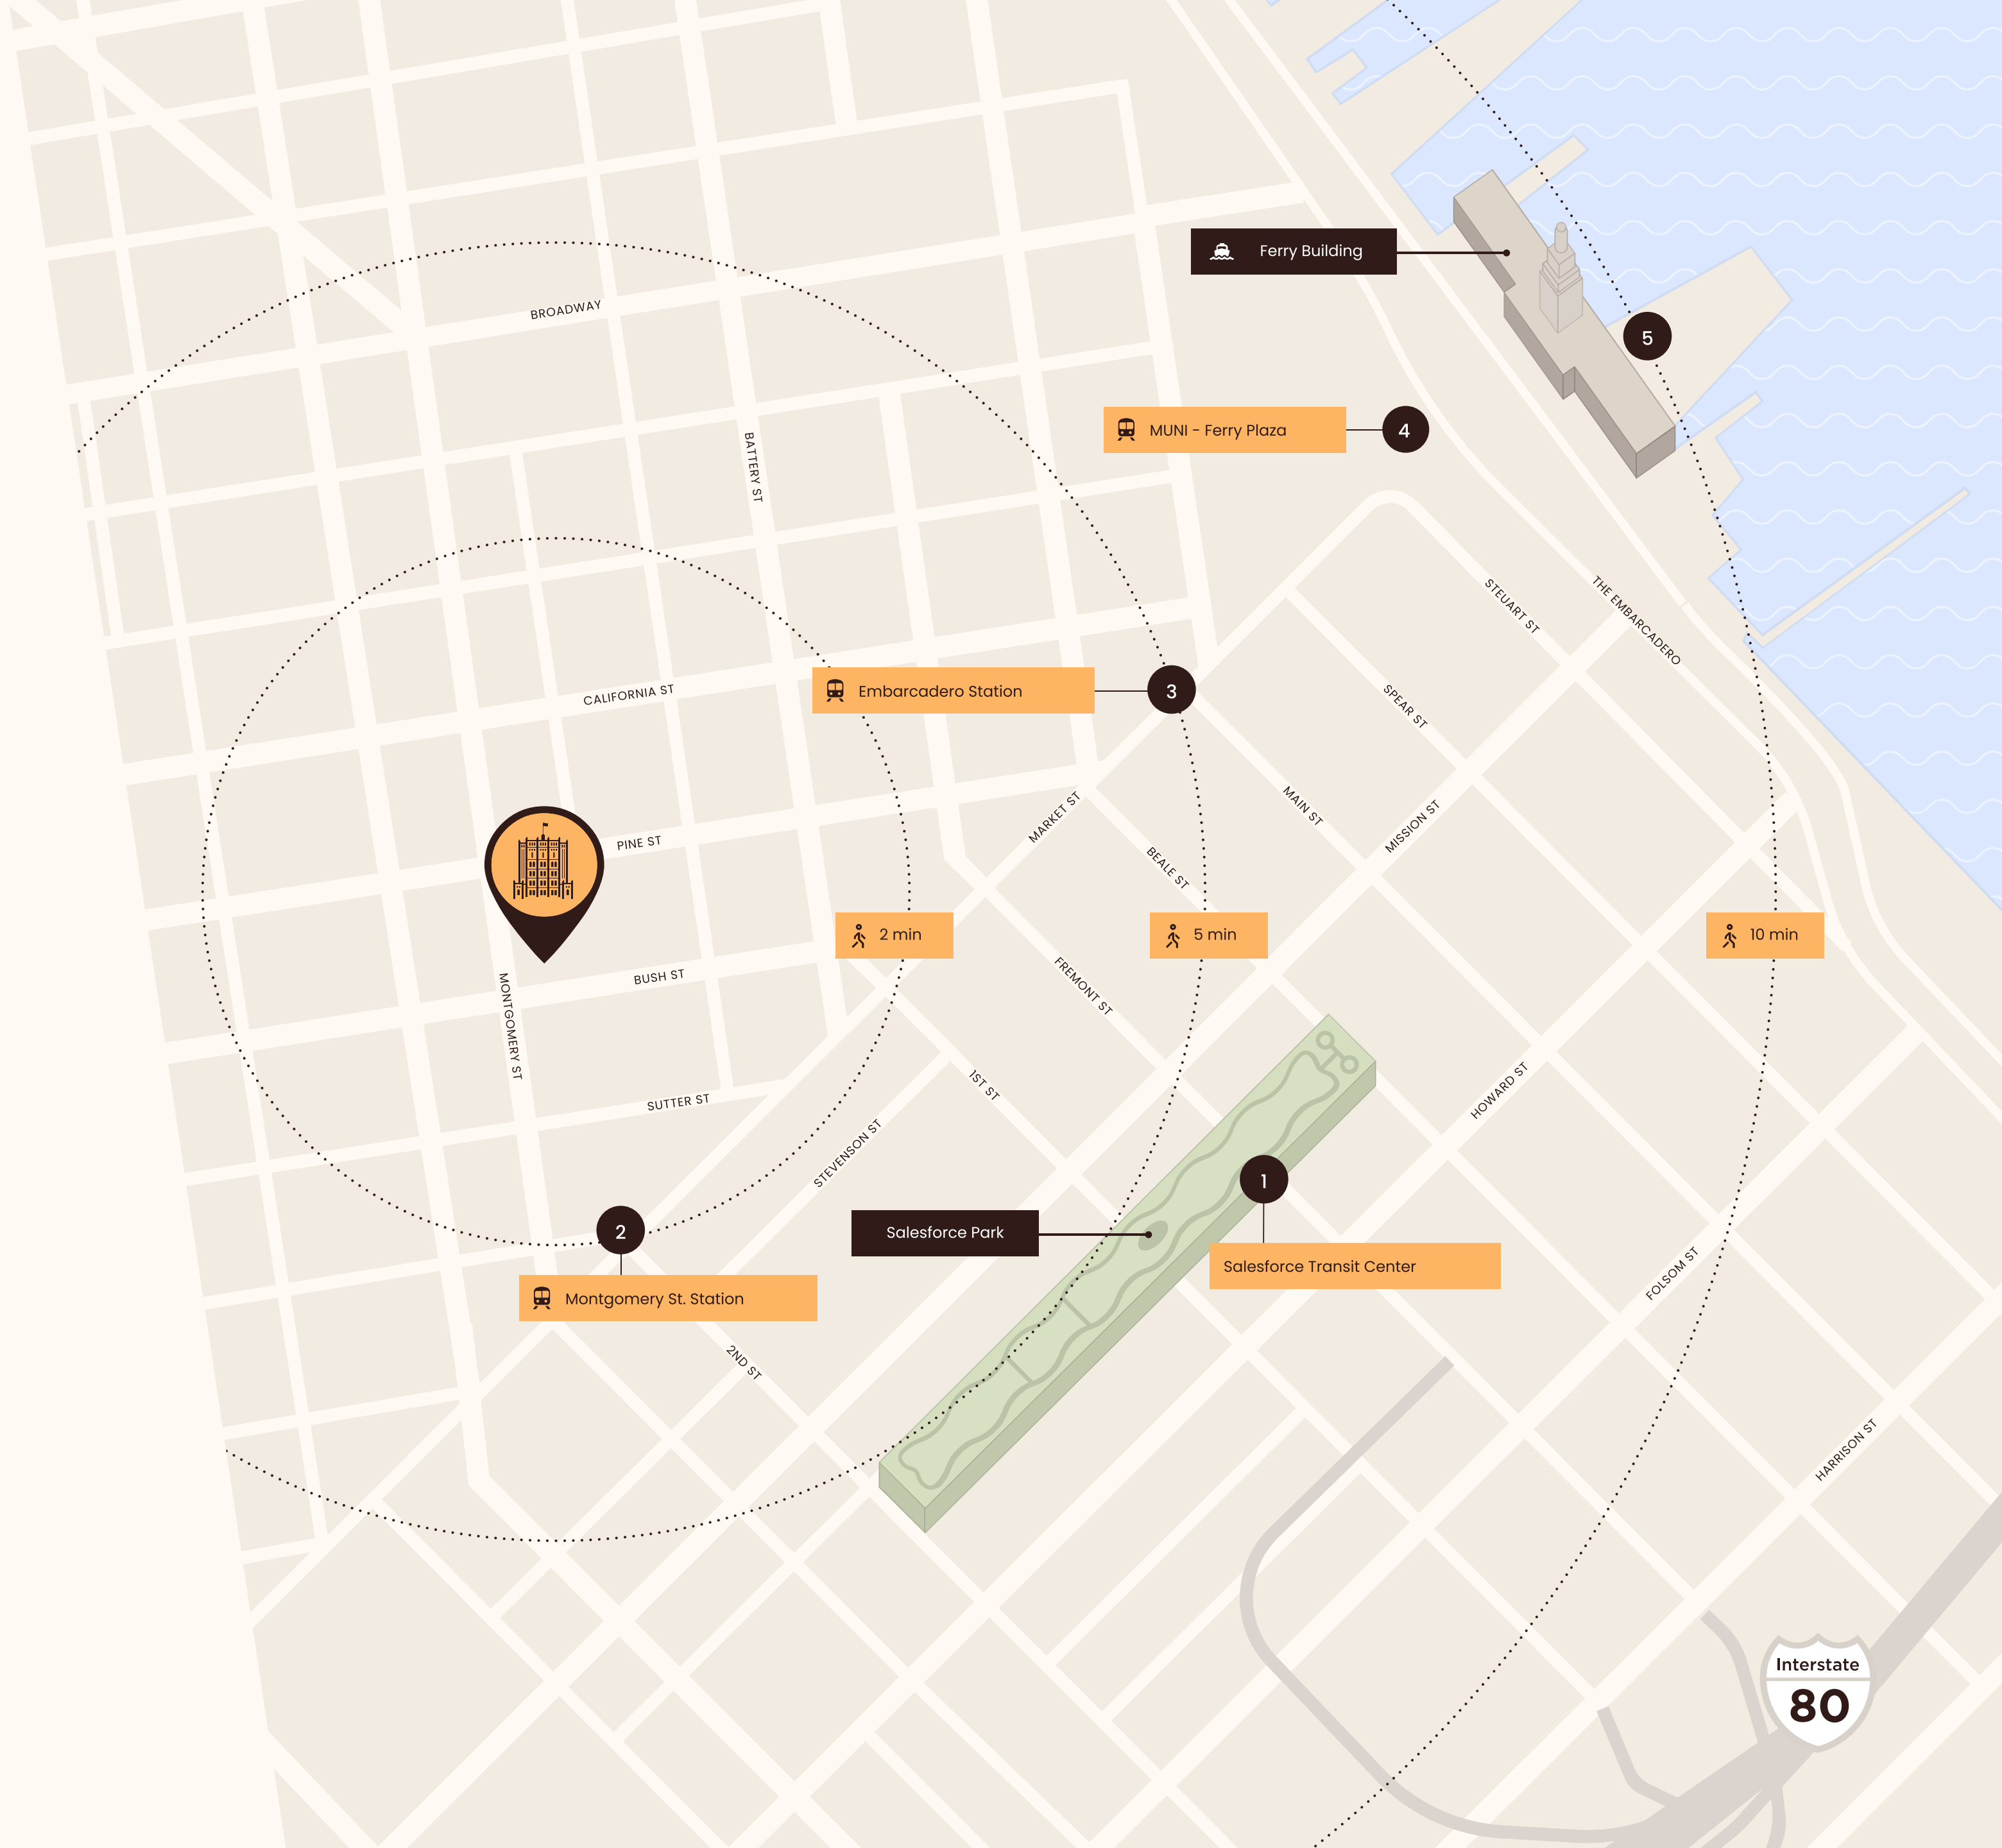 Ferry Building
BROADWAY
5
MUNI - Ferry Plaza
4
BATTERY ST
STEUART ST
THE EMBARCADERO
Embarcadero Station
3
CALIFORNIA ST
SPEAR ST
MAIN ST
MARKET ST
MISSION ST
PINE ST
BEALE ST
2 min
5 min
10 min
BUSH ST
FREMONT ST
MONTGOMERY ST
1ST ST
HOWARD ST
SUTTER ST
STEVENSON ST
1
2
Salesforce Park
Salesforce Transit Center
FOLSOM ST
Montgomery St. Station
2ND ST
HARRISON ST
Interstate
80